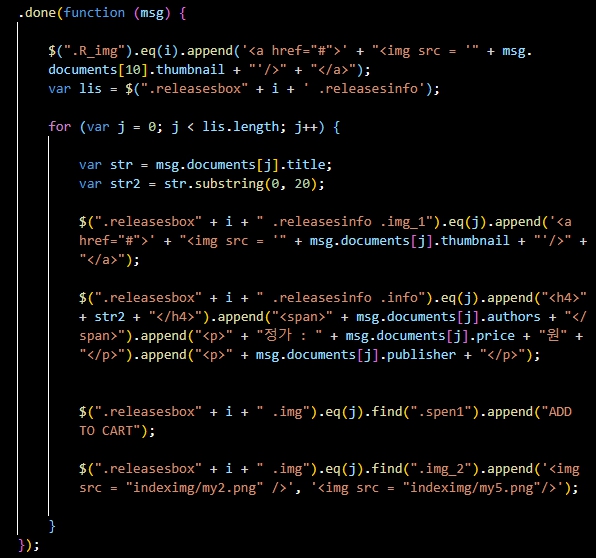 .done(function (msg) {
$(".R_img").eq(i).append('<a href="#">' + "<img src = '" + msg.
documents[10].thumbnail + "'/>" + "</a>");
var lis = $(".releasesbox" + i + ' .releasesinfo');
for (var j = 0; j < lis.length; j++) {
var str = msg.documents[j].title;
var str2 = str.substring(0, 20);
$(".releasesbox" + i + " .releasesinfo .img_1").eq(j).append('<a
href="#">' + "<img src = '" + msg.documents[j].thumbnail + "'/>" +
"</a>");
$(".releasesbox" + i + " .releasesinfo .info").eq(j).append("<h4>"
+ str2 + "</h4>").append("<span>" + msg.documents[j].authors + "</
span>").append("<p>" + "정가 : " + msg.documents[j].price + "원" +
"</p>").append("<p>" + msg.documents[j].publisher + "</p>");
$(".releasesbox" + i + " .img").eq(j).find(".spen1").append("ADD
TO CART");
$(".releasesbox" + i + " .img").eq(j).find(".img_2").append('<img
src = "indeximg/my2.png" />', '<img src = "indeximg/my5.png"/>');
}
});